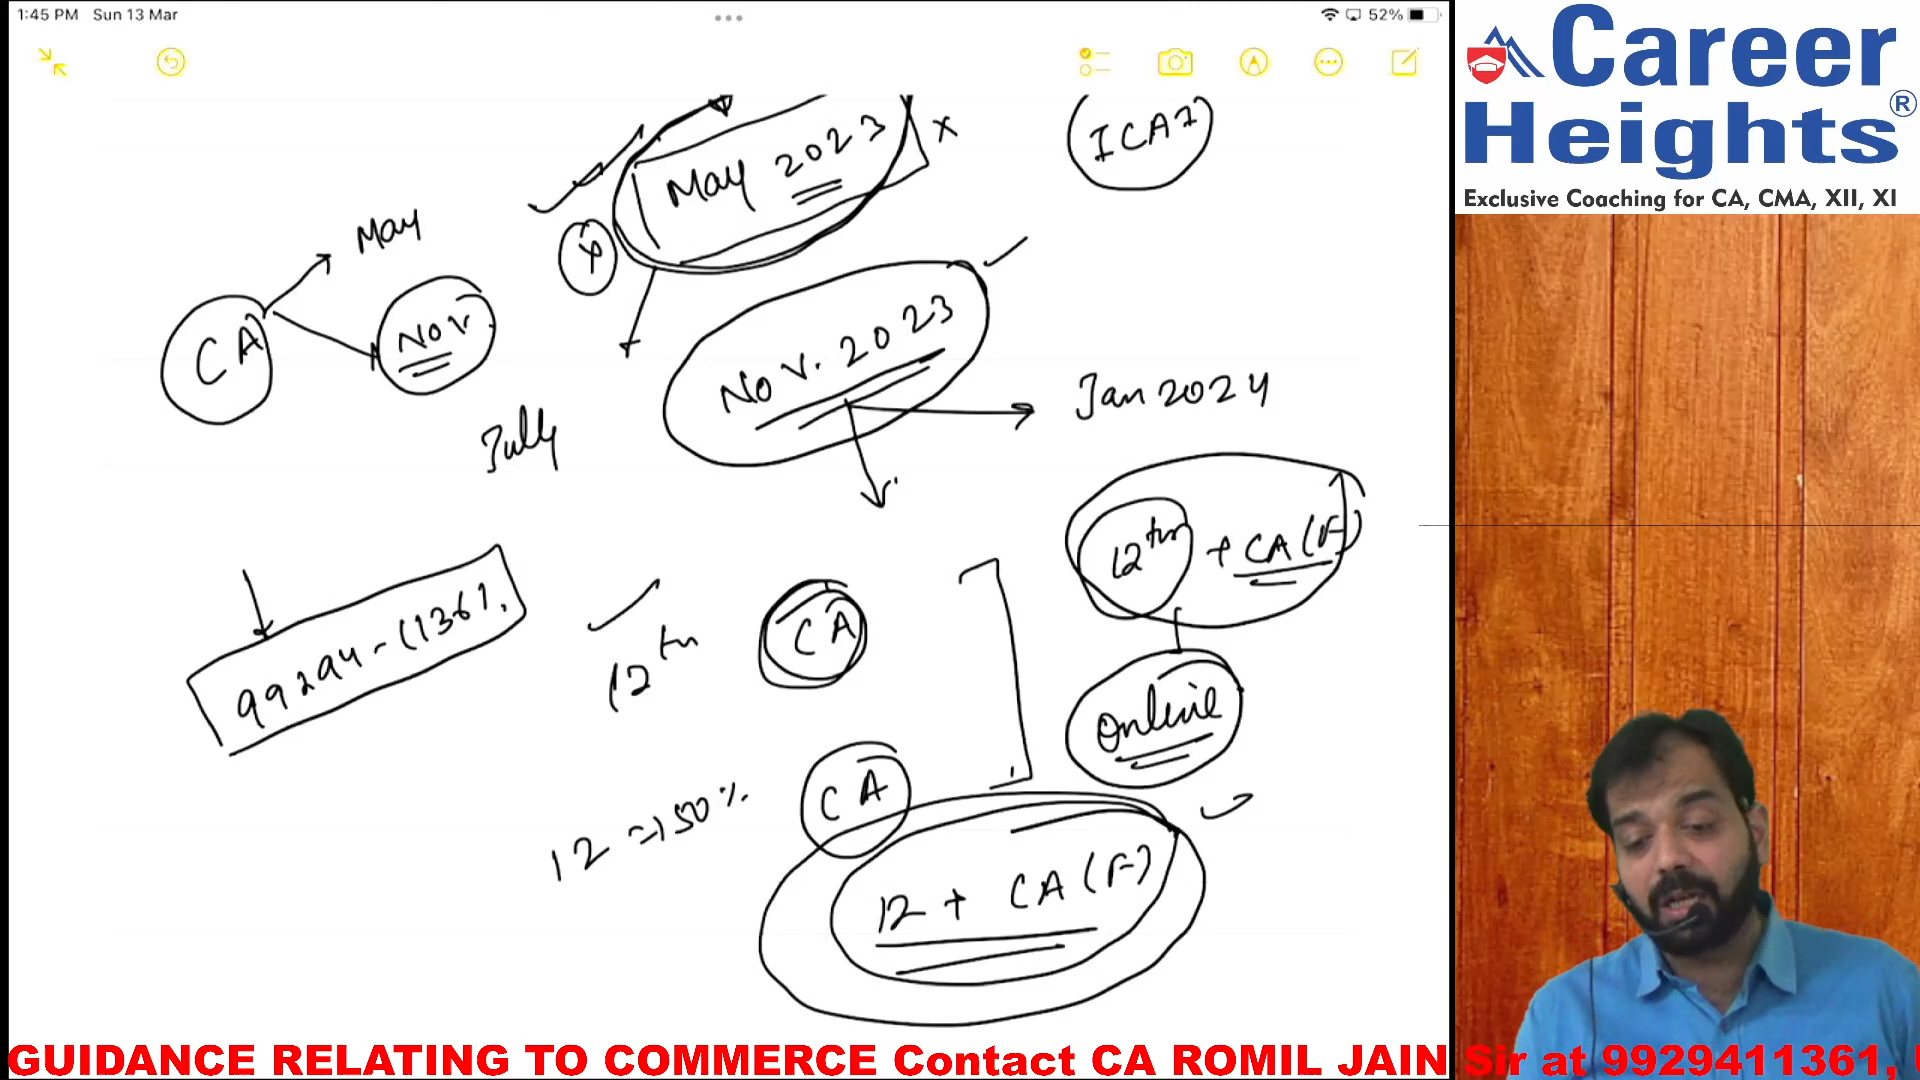 1:45 PM Sun 13 Mar
52%
Career
Heights®
Exclusive Coaching for CA, CMA, XII, XI
May 2023
x
ICAI
May
CA
Nov
Nov. 2023
Jan 2024
July
12th + CA (F)
99294-11361.
12th
CA
Online
12 => 50%
CA
12 + CA (F)
GUIDANCE RELATING TO COMMERCE Contact CA ROMIL JAIN Sir at 9929411361,